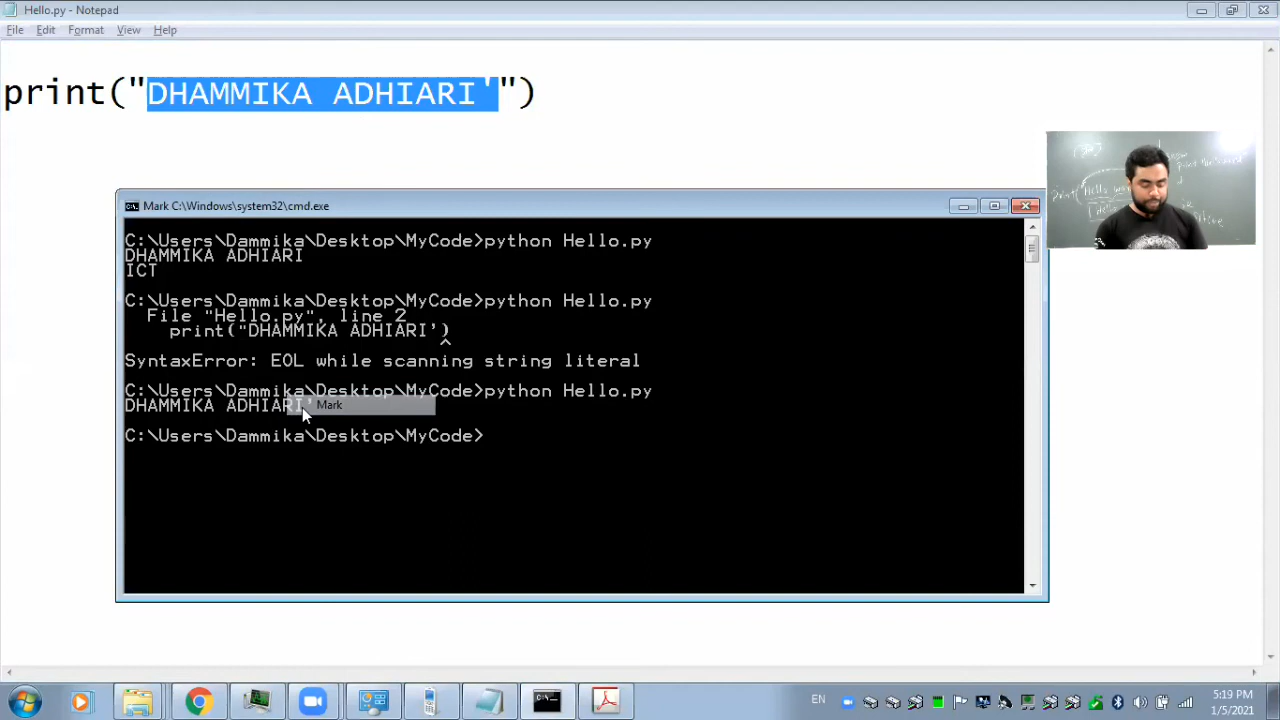 Hello.py - Notepad
File Edit Format View Help
print("DHAMMIKA ADHIARI'")
Mark C:\Windows\system32\cmd.exe
C:\Users\Dammika\Desktop\MyCode>python Hello.py
DHAMMIKA ADHIARI
ICT
C:\Users\Dammika\Desktop\MyCode>python Hello.py
File "Hello.py", line 2
print("DHAMMIKA ADHIARI')
^
SyntaxError: EOL while scanning string literal
C:\Users\Dammika\Desktop\MyCode>python Hello.py
DHAMMIKA ADHIARI'
Mark
C:\Users\Dammika\Desktop\MyCode>
EN
5:19 PM
1/5/2021